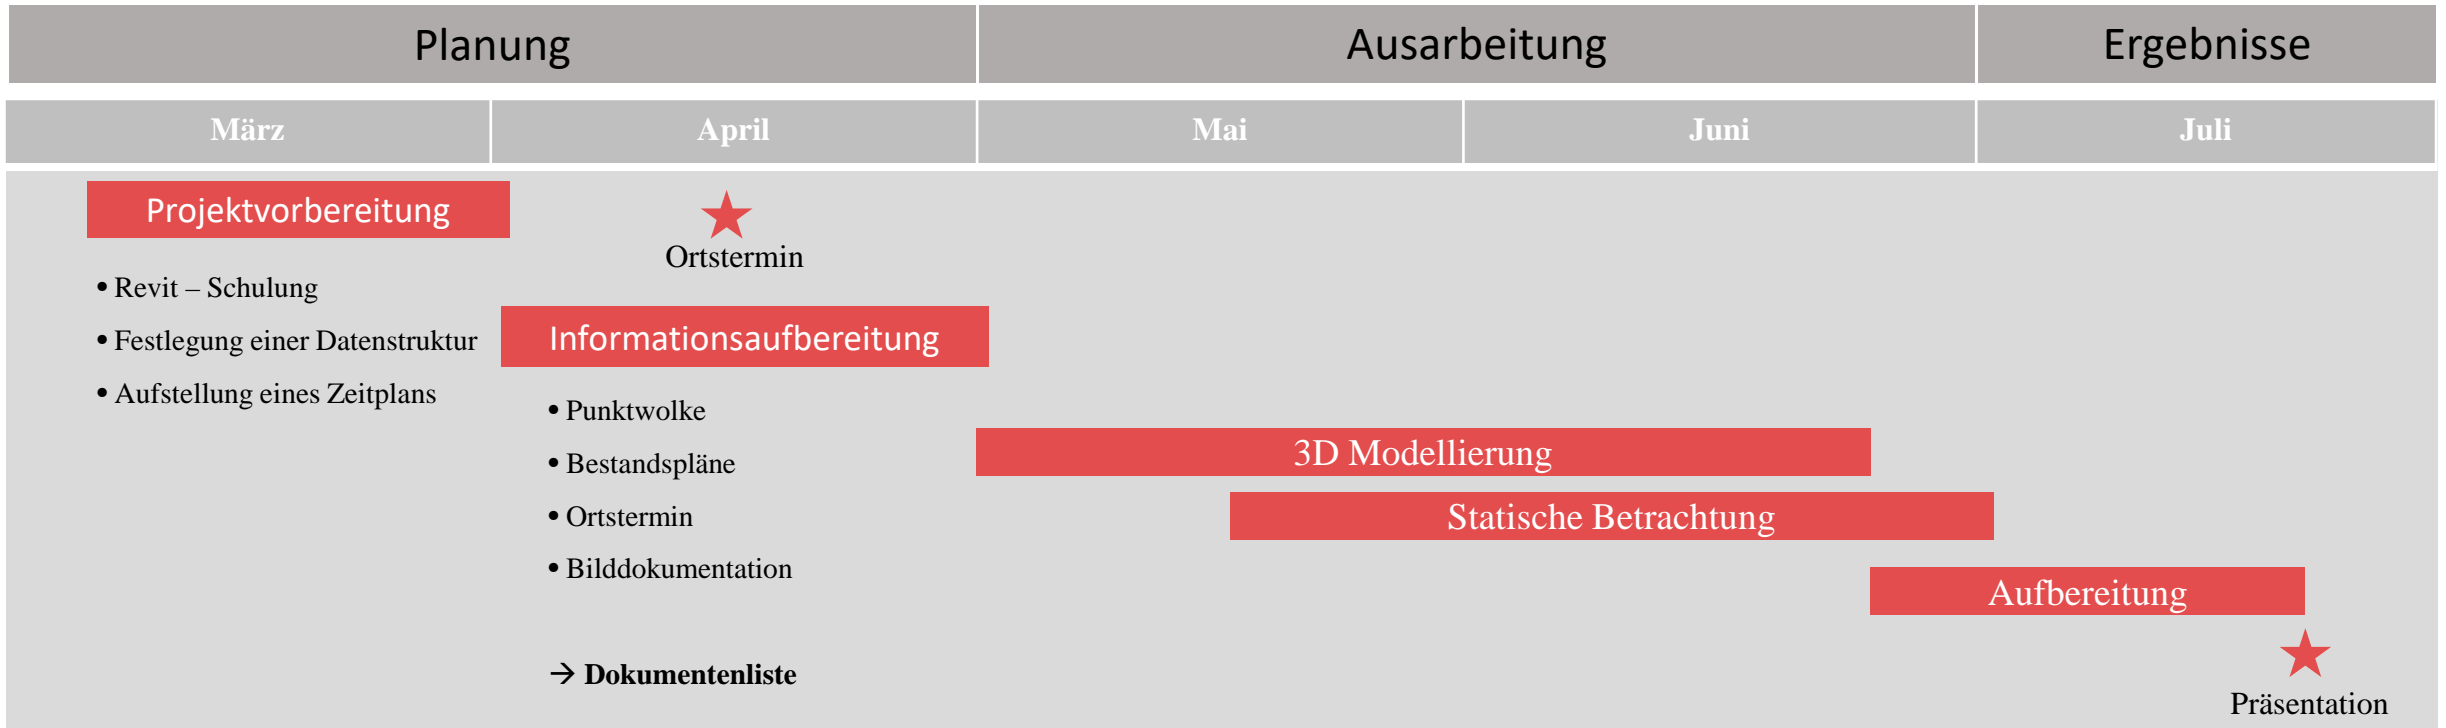 Planung
Ausarbeitung
Ergebnisse
März
April
Mai
Juni
Juli
Projektvorbereitung
Ortstermin
• Revit – Schulung
• Festlegung einer Datenstruktur
• Aufstellung eines Zeitplans
Informationsaufbereitung
• Punktwolke
• Bestandspläne
• Ortstermin
• Bilddokumentation
→ Dokumentenliste
3D Modellierung
Statische Betrachtung
Aufbereitung
Präsentation